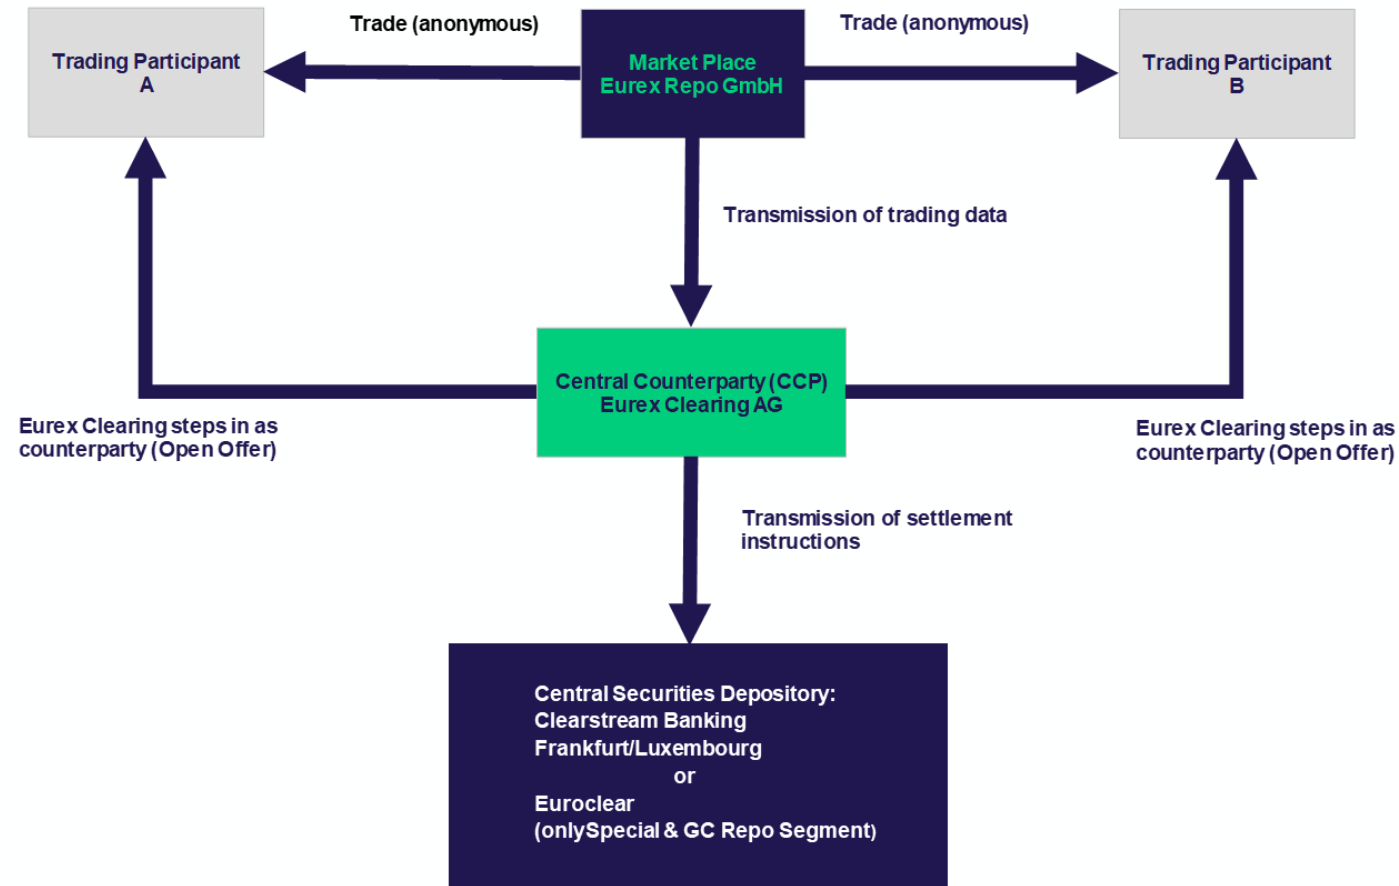 Trade (anonymous)
Trade (anonymous)
Trading Participant
A
Market Place
Eurex Repo GmbH
Trading Participant
B
Transmission of trading data
Central Counterparty (CCP)
Eurex Clearing AG
Eurex Clearing steps in as
counterparty (Open Offer)
Eurex Clearing steps in as
counterparty (Open Offer)
Transmission of settlement
instructions
Central Securities Depository:
Clearstream Banking
Frankfurt/Luxembourg
or
Euroclear
(onlySpecial & GC Repo Segment)